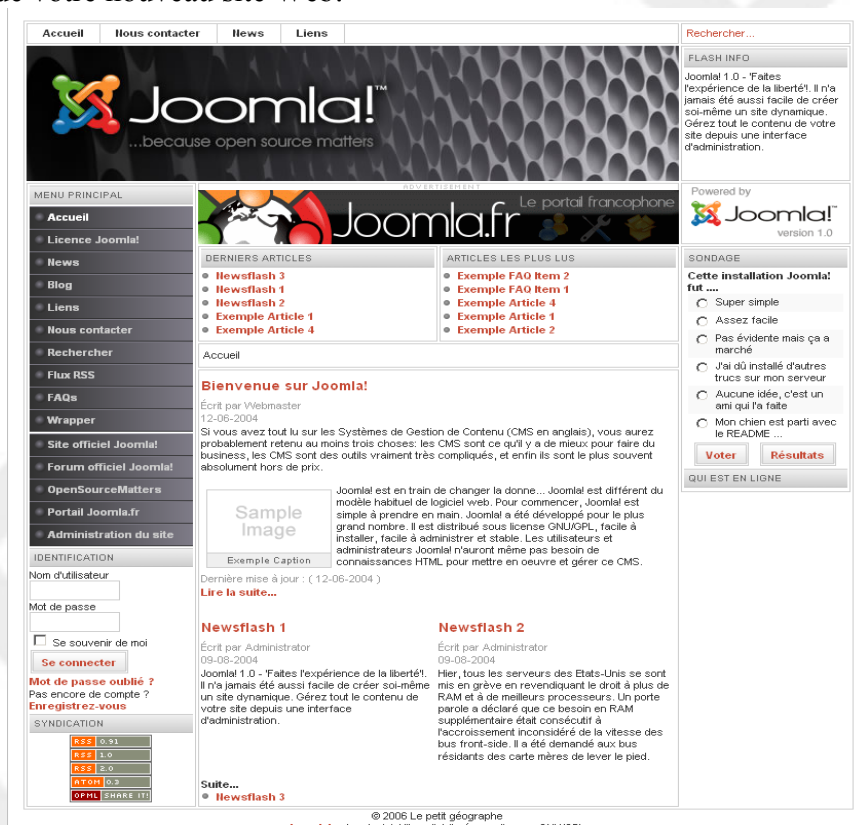 de votre nouveau site Web.
Accueil Nous contacter News Liens
Rechercher...
Joomla!™
...because open source matters
FLASH INFO
Joomla! 1.0 - 'Faites
l'expérience de la liberté'!. Il n'a
jamais été aussi facile de créer
soi-même un site dynamique.
Gérez tout le contenu de votre
site depuis une interface
d'administration.
MENU PRINCIPAL
Accueil
Licence Joomla!
News
Blog
Liens
Nous contacter
Rechercher
Flux RSS
FAQs
Wrapper
Site officiel Joomla!
Forum officiel Joomla!
OpenSourceMatters
Portail Joomla.fr
Administration du site
IDENTIFICATION
Nom d'utilisateur
Mot de passe
Se souvenir de moi
Se connecter
Mot de passe oublié ?
Pas encore de compte ?
Enregistrez-vous
SYNDICATION
RSS 0.91
RSS 1.0
RSS 2.0
ATOM 0.3
OPML SHARE IT!
ADVERTISEMENT
Joomla.fr
Le portail francophone
DERNIERS ARTICLES
Newsflash 3
Newsflash 1
Newsflash 2
Exemple Article 1
Exemple Article 4
ARTICLES LES PLUS LUS
Exemple FAQ Item 2
Exemple FAQ Item 1
Exemple Article 4
Exemple Article 1
Exemple Article 2
Accueil
Bienvenue sur Joomla!
Écrit par Webmaster
12-06-2004
Si vous avez tout lu sur les Systèmes de Gestion de Contenu (CMS en anglais), vous aurez
probablement retenu au moins trois choses: les CMS sont ce qu'il y a de mieux pour faire du
business, les CMS sont des outils vraiment très compliqués, et enfin ils le plus souvent
absolument hors de prix.
Sample
Image
Exemple Caption
Joomla! est en train de changer la donne... Joomla! est différent du
modèle habituel de logiciel web. Pour commencer, Joomla! est
simple à prendre en main. Joomla! a été développé pour le plus
grand nombre. Il est distribué sous license GNU/GPL, facile à
installer, facile à administrer et stable. Les utilisateurs et
administrateurs Joomla! n'auront même pas besoin de
connaissances HTML pour mettre en oeuvre et gérer ce CMS.
Dernière mise à jour : ( 12-06-2004 )
Lire la suite...
Newsflash 1
Écrit par Administrator
09-08-2004
Joomla! 1.0 - 'Faites l'expérience de la liberté'!.
Il n'a jamais été aussi facile de créer soi-même
un site dynamique. Gérez tout le contenu de
votre site depuis une interface
d'administration.
Newsflash 2
Écrit par Administrator
09-08-2004
Hier, tous les serveurs des Etats-Unis se sont
mis en grève en revendiquant le droit à plus de
RAM et à de meilleurs processeurs. Un porte
parole a déclaré que ce besoin en RAM
supplémentaire était consécutif à
l'accroissement inconsidéré de la vitesse des
bus front-side. Il a été demandé aux bus
résidants des carte mères de lever le pied.
Suite...
Newsflash 3
Powered by
Joomla!™
version 1.0
SONDAGE
Cette installation Joomla!
fut ....
Super simple
Assez facile
Pas évidente mais ça a
marché
J'ai dû installé d'autres
trucs sur mon serveur
Aucune idée, c'est un
ami qui l'a faite
Mon chien est parti avec
le README ...
Voter Résultats
QUI EST EN LIGNE
© 2006 Le petit géographe